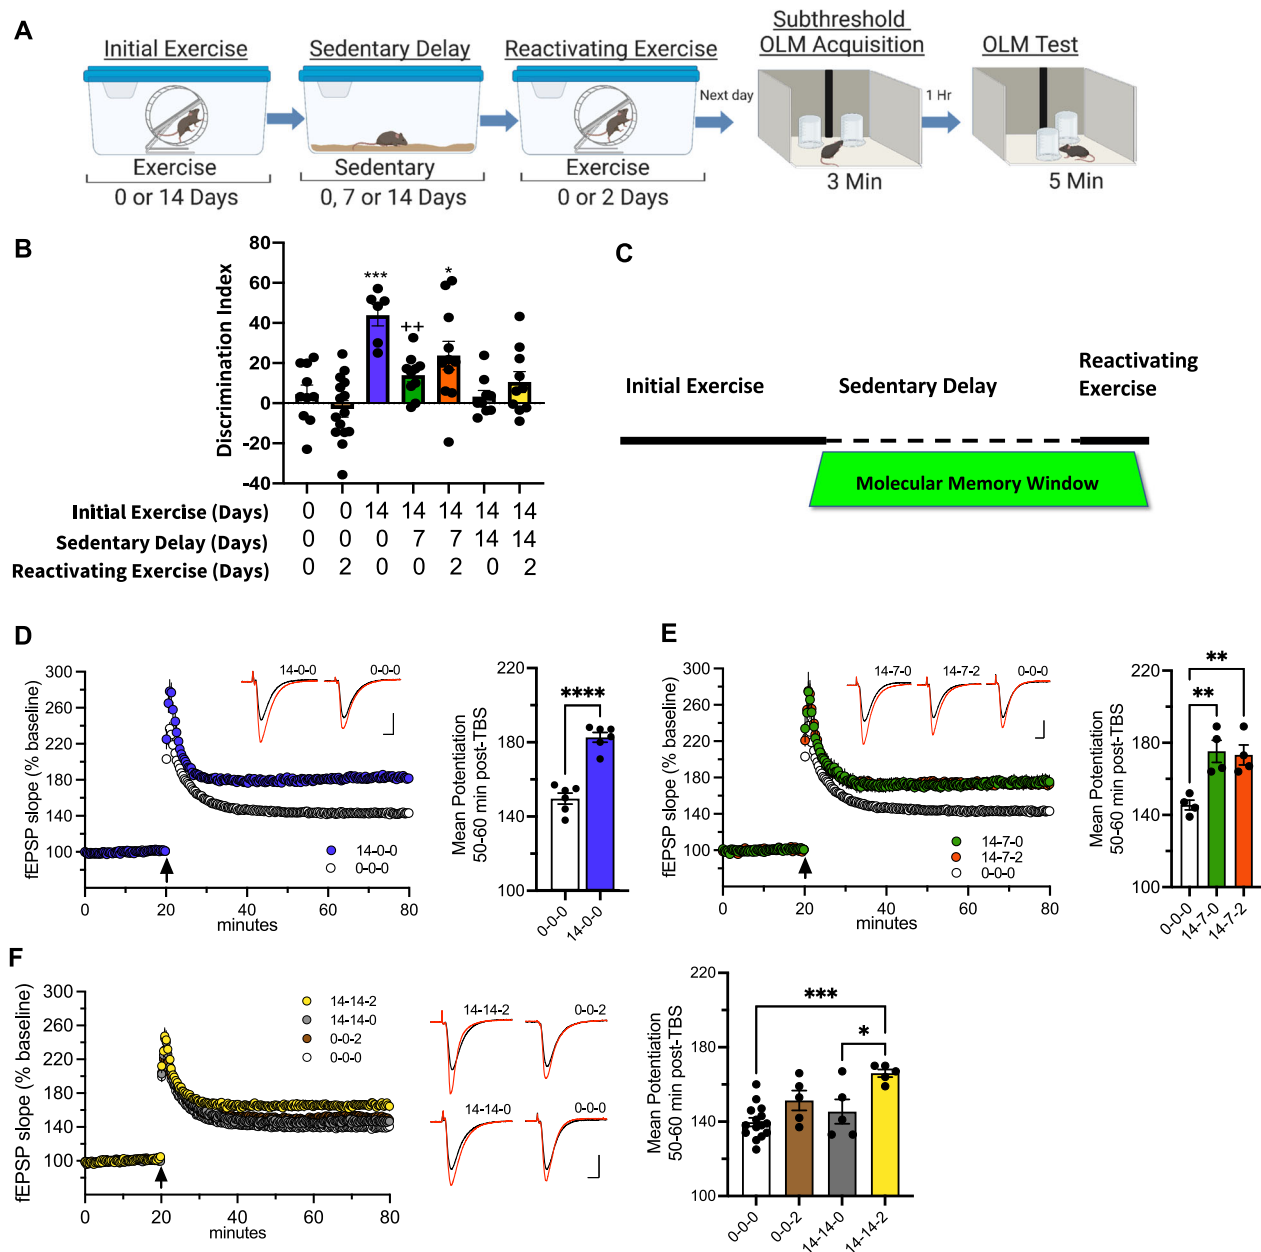 A
Initial Exercise
Sedentary Delay
Reactivating Exercise
Subthreshold
OLM Acquisition
OLM Test
Next day
1 Hr
Exercise
Sedentary
Exercise
0 or 14 Days
0, 7 or 14 Days
0 or 2 Days
3 Min
5 Min
B
Discrimination Index
80
60
40
20
0
-20
-40
***
++
*
Initial Exercise (Days) 0 0 14 14 14 14 14
Sedentary Delay (Days) 0 0 0 7 7 14 14
Reactivating Exercise (Days) 0 2 0 0 2 0 2
C
Initial Exercise
Sedentary Delay
Reactivating
Exercise
Molecular Memory Window
D
fEPSP slope (% baseline)
300
260
220
180
140
100
0 20 40 60 80
minutes
14-0-0
0-0-0
14-0-0
0-0-0
Mean Potentiation
50-60 min post-TBS
220
180
140
100
****
0-0-0
14-0-0
E
fEPSP slope (% baseline)
300
260
220
180
140
100
0 20 40 60 80
minutes
14-7-0
14-7-2
0-0-0
14-7-0
14-7-2
0-0-0
Mean Potentiation
50-60 min post-TBS
220
180
140
100
**
**
0-0-0
14-7-0
14-7-2
F
fEPSP slope (% baseline)
300
260
220
180
140
100
0 20 40 60 80
minutes
14-14-2
14-14-0
0-0-2
0-0-0
14-14-2
0-0-2
14-14-0
0-0-0
Mean Potentiation
50-60 min post-TBS
220
180
140
100
***
*
0-0-0
0-0-2
14-14-0
14-14-2